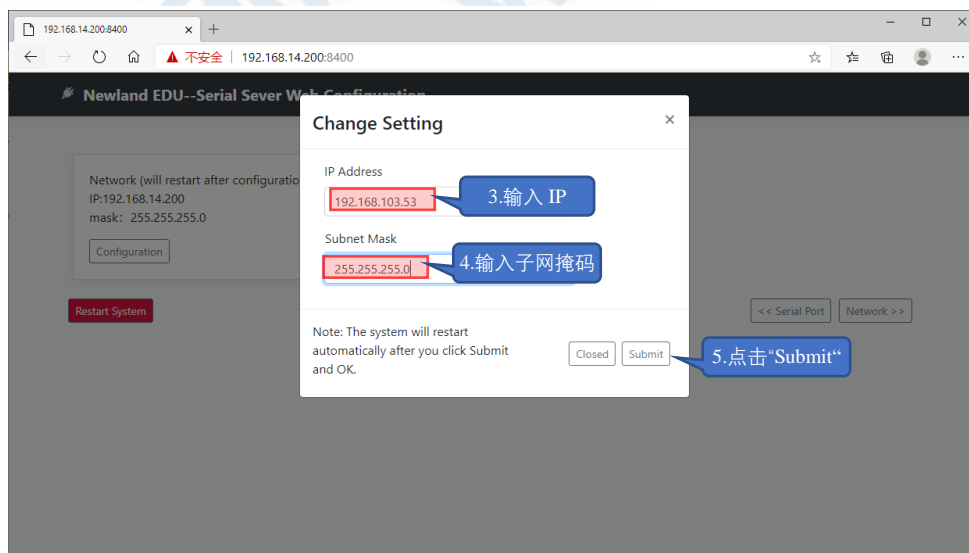 192.168.14.200:8400
不安全 | 192.168.14.200:8400
Newland EDU--Serial Sever Web Configuration
Change Setting ×
Network (will restart after configuratio
IP:192.168.14.200
mask：255.255.255.0
Configuration
IP Address
192.168.103.53
3.输入 IP
Subnet Mask
255.255.255.0
4.输入子网掩码
Restart System
<< Serial Port
Network >>
Note: The system will restart
automatically after you click Submit
and OK.
Closed
Submit
5.点击“Submit“